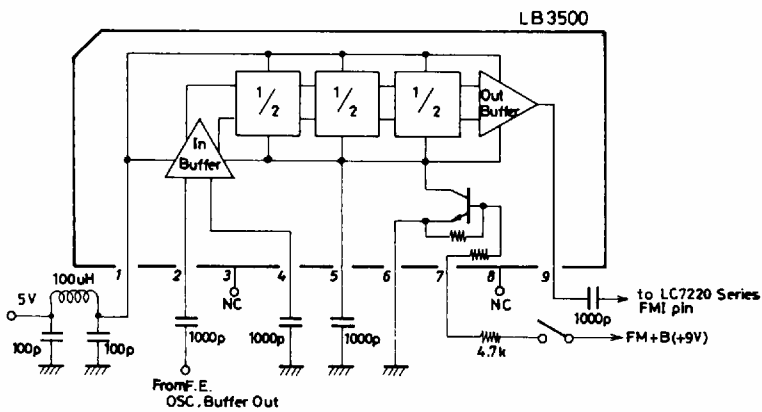 LB3500
1/2
1/2
1/2
Out
Buffer
In
Buffer
1
2
3
4
5
6
7
8
9
100uH
5V
100p
100p
NC
1000p
1000p
1000p
NC
1000p
to LC7220 Series
FMI pin
4.7k
FM+B(+9V)
From F.E.
OSC, Buffer Out